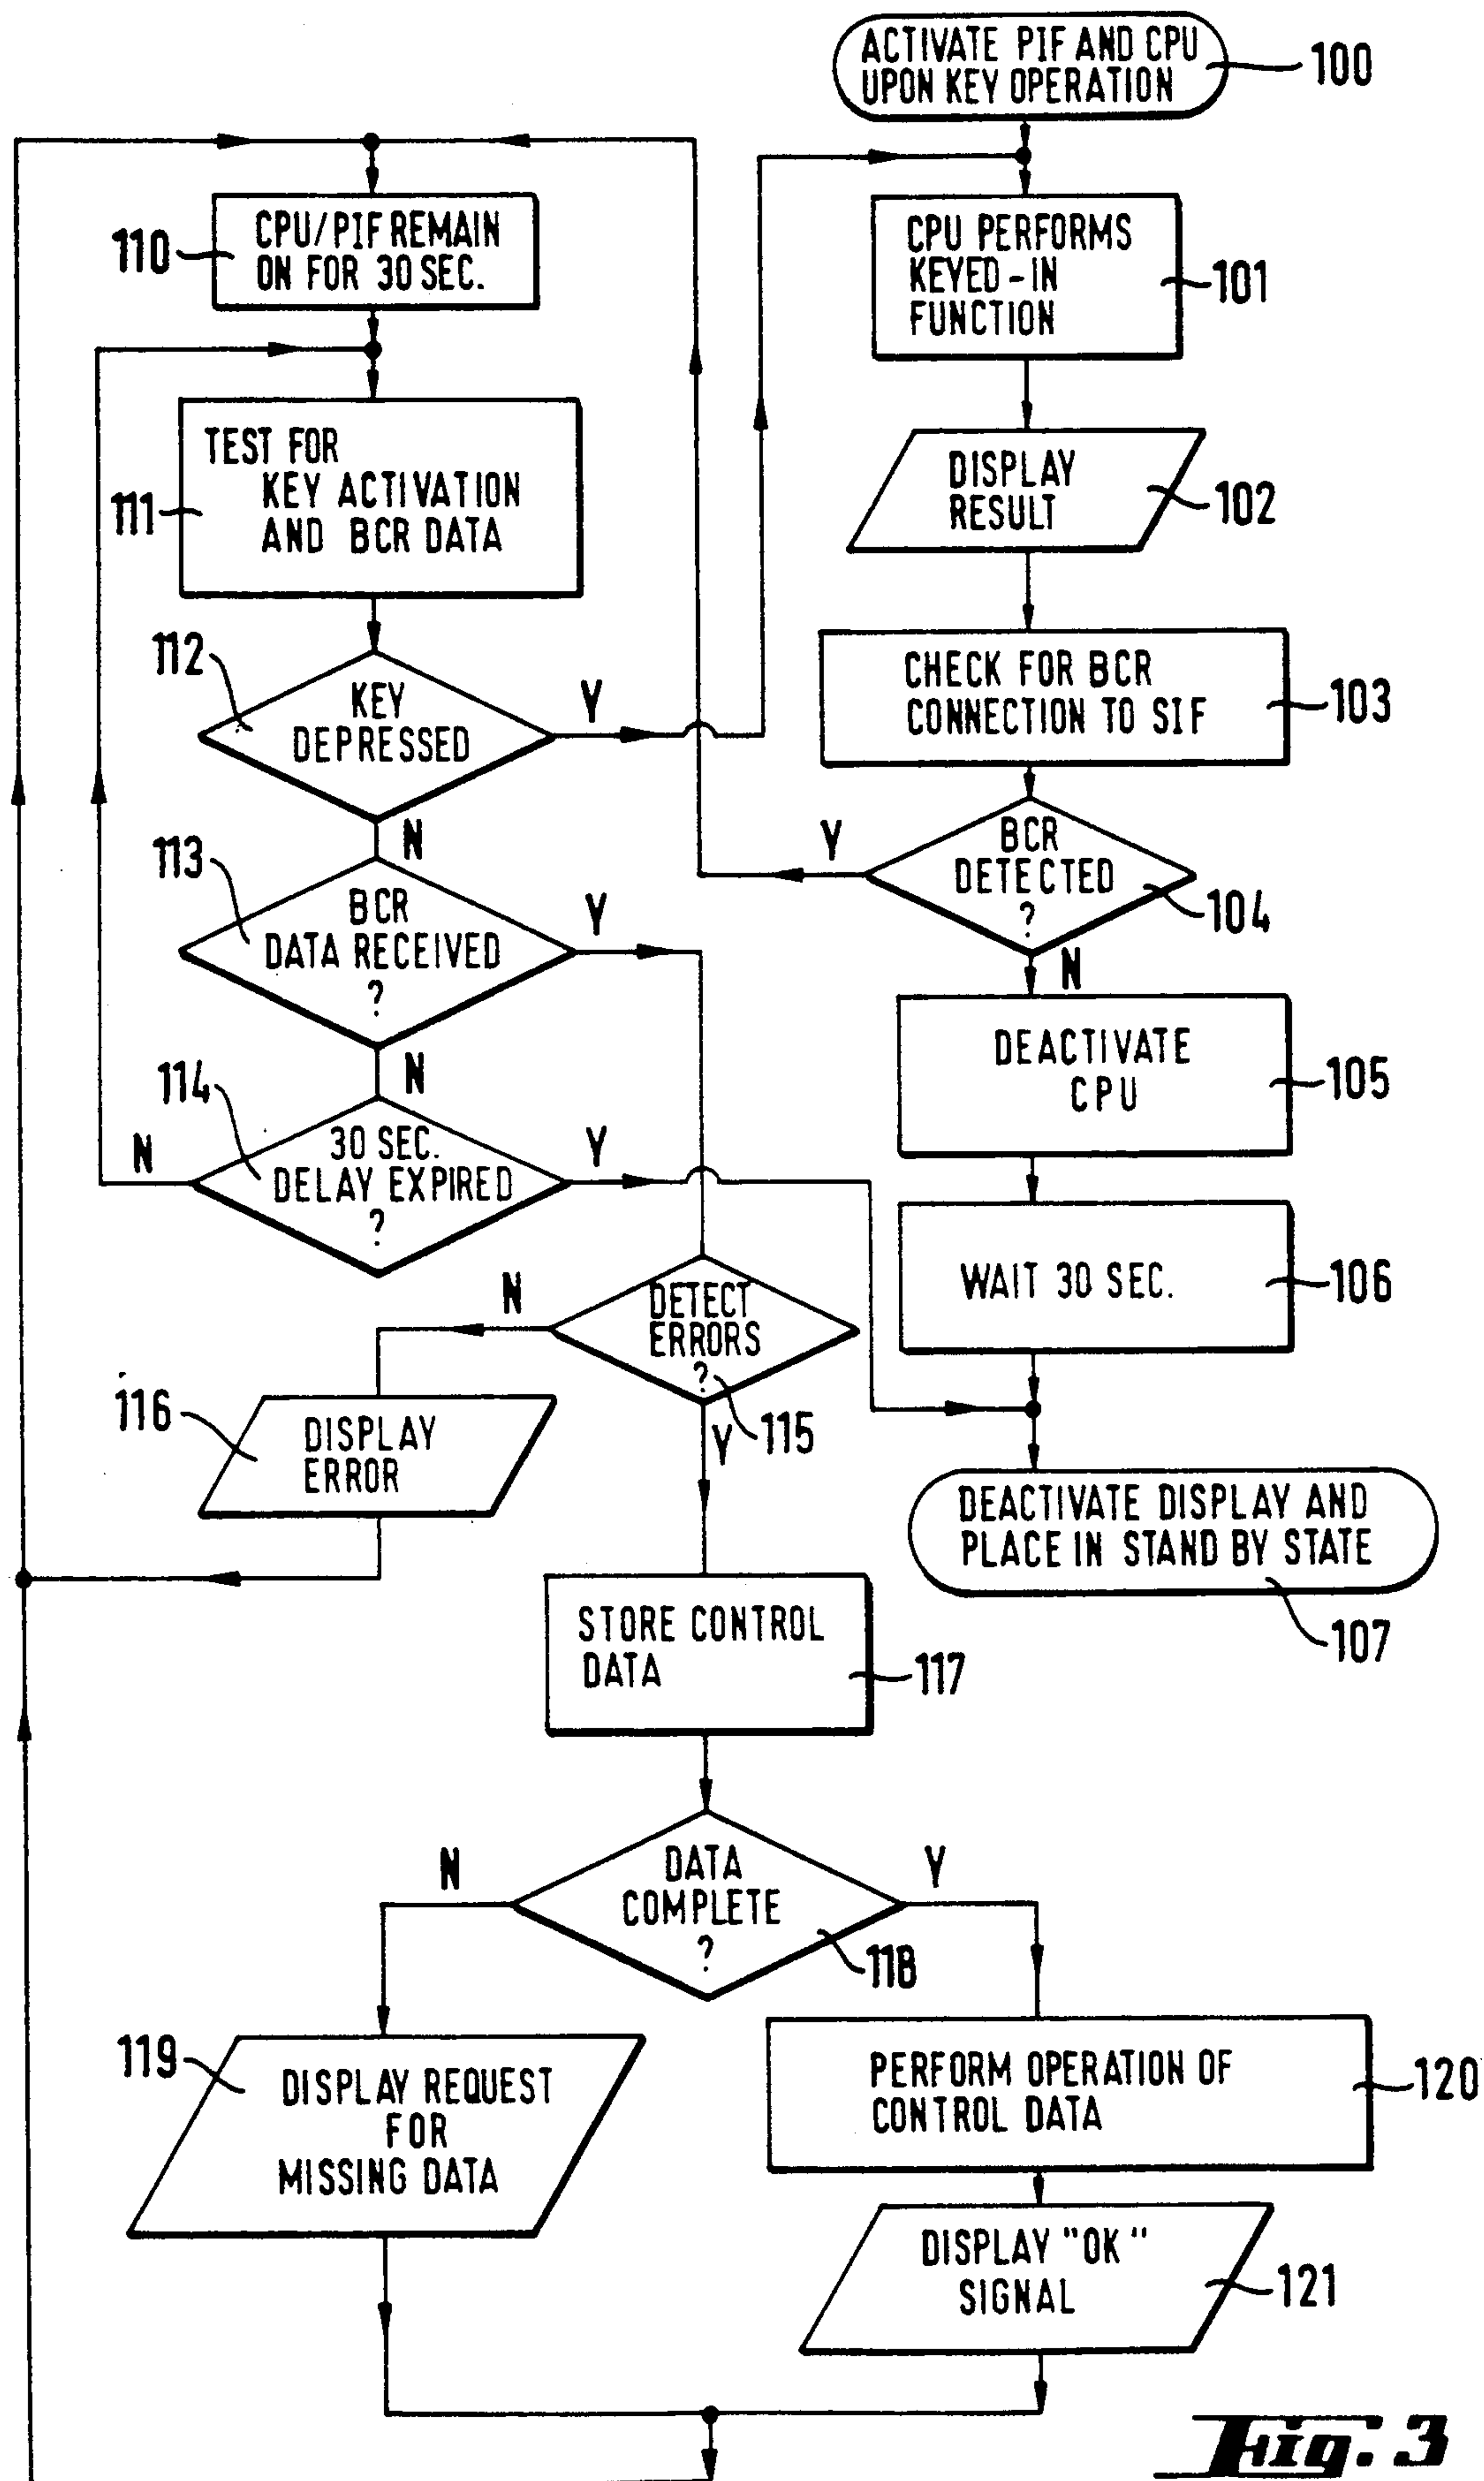 ACTIVATE PIF AND CPU
UPON KEY OPERATION
100
CPU PERFORMS
KEYED-IN
FUNCTION
101
DISPLAY
RESULT
102
CHECK FOR BCR
CONNECTION TO SIF
103
BCR
DETECTED
?
104
Y
N
DEACTIVATE
CPU
105
WAIT 30 SEC.
106
DEACTIVATE DISPLAY AND
PLACE IN STAND BY STATE
107
110
CPU/PIF REMAIN
ON FOR 30 SEC.
111
TEST FOR
KEY ACTIVATION
AND BCR DATA
112
KEY
DEPRESSED
Y
N
113
BCR
DATA RECEIVED
?
Y
N
114
30 SEC.
DELAY EXPIRED
?
N
Y
DETECT
ERRORS
?
115
N
Y
116
DISPLAY
ERROR
STORE CONTROL
DATA
117
DATA
COMPLETE
?
118
N
Y
119
DISPLAY REQUEST
FOR
MISSING DATA
PERFORM OPERATION OF
CONTROL DATA
120
DISPLAY "OK"
SIGNAL
121
Fig. 3